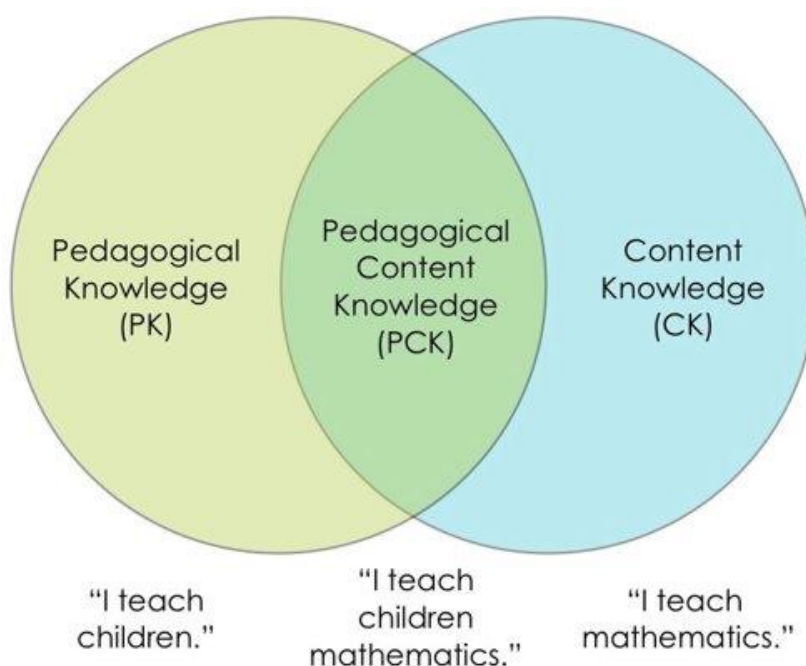 Pedagogical
Knowledge
(PK)
Pedagogical
Content
Knowledge
(PCK)
Content
Knowledge
(CK)
“I teach
children.”
“I teach
children
mathematics.”
“I teach
mathematics.”